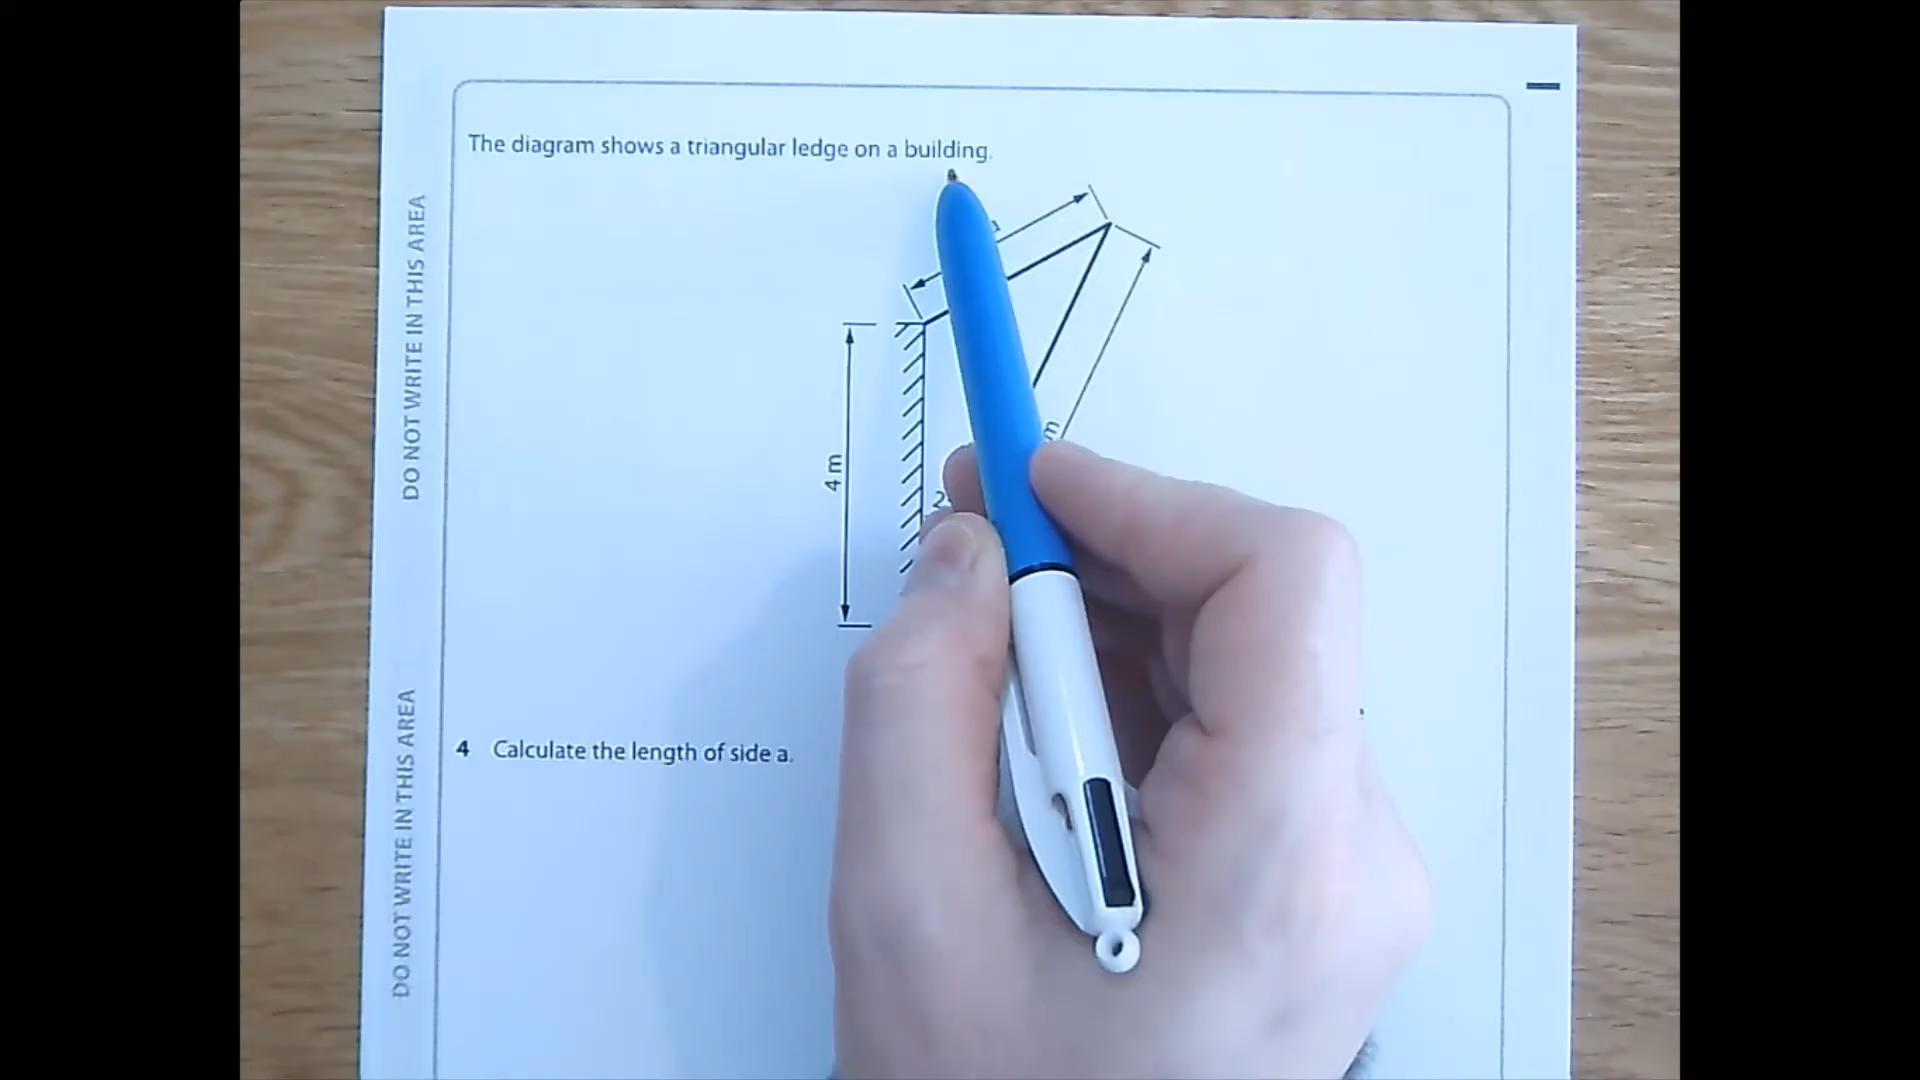 The diagram shows a triangular ledge on a building.
4 m
m
4 Calculate the length of side a.
DO NOT WRITE IN THIS AREA
DO NOT WRITE IN THIS AREA